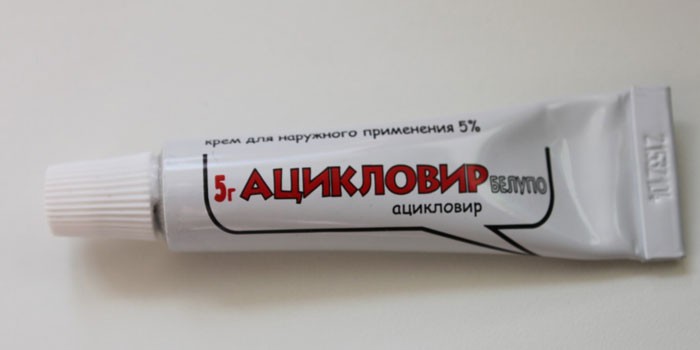 крем для наружного применения 5%
5г АЦИКЛОВИР БЕЛУПО
ацикловир